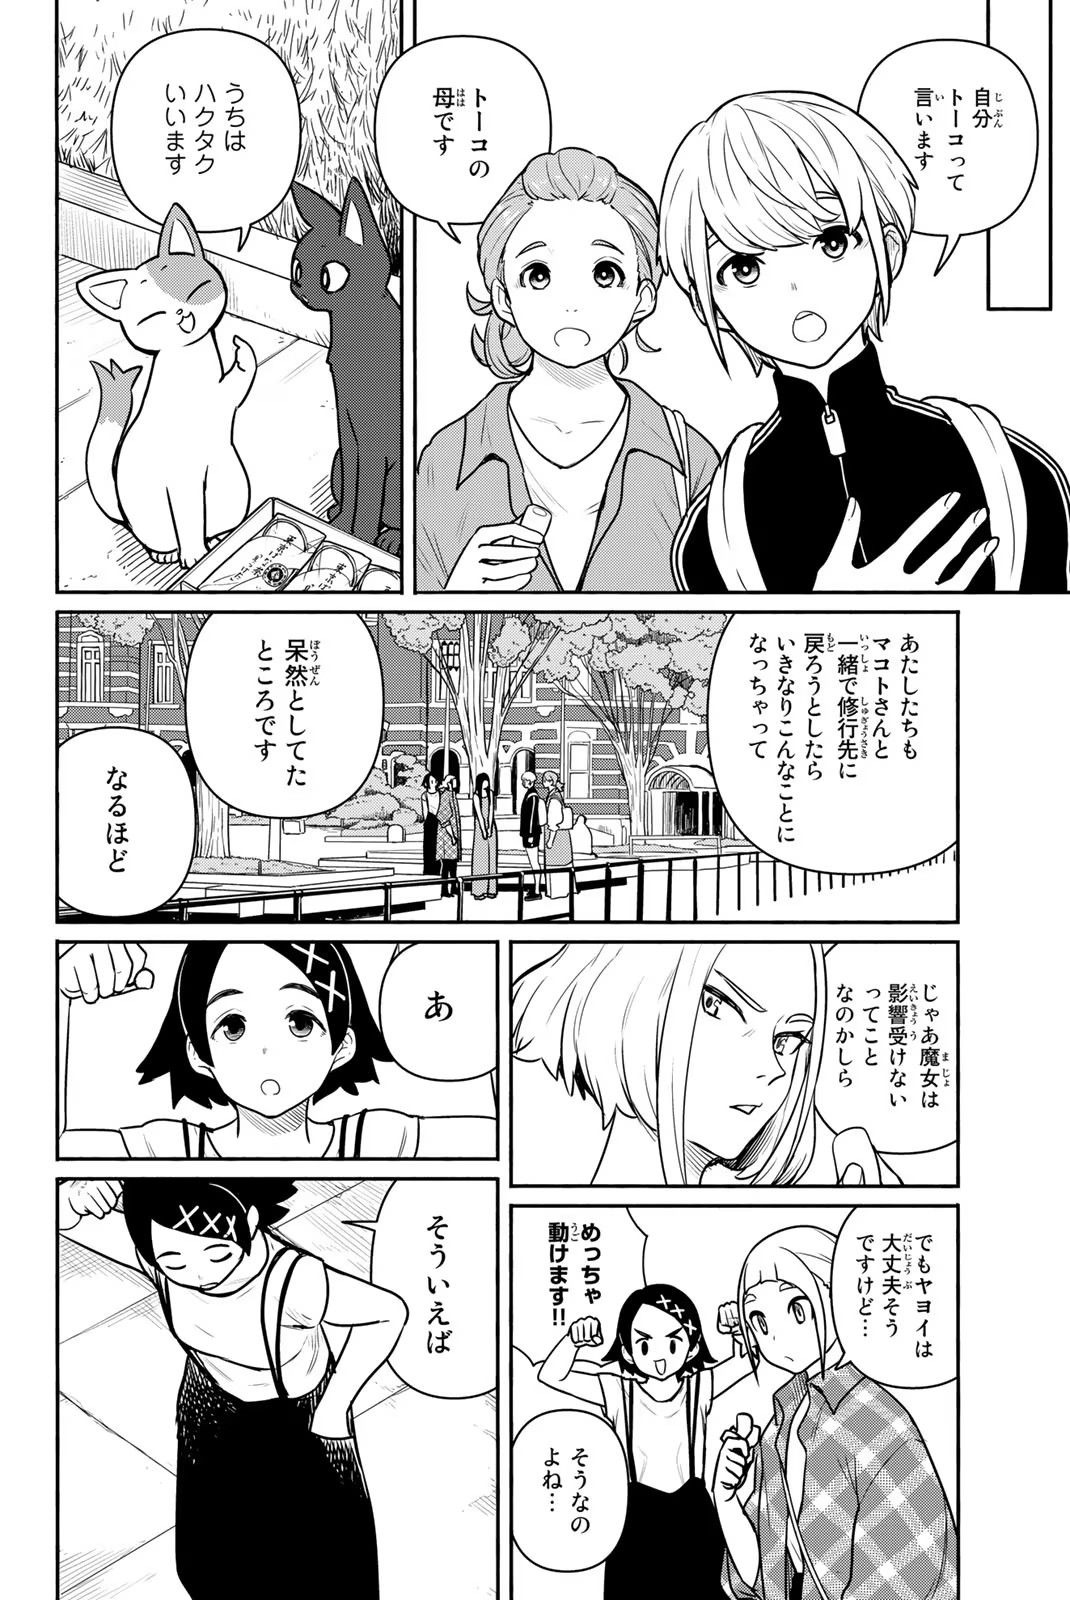 自分
トーコって
言います
トーコの
母です
うちは
ハクタク
いいます
あたしたちも
マコトさんと
一緒で修行先に
戻ろうとしたら
いきなりこんなことに
なっちゃって
呆然としてた
ところです
なるほど
じゃあ魔女は
影響受けない
ってこと
なのかしら
あ
でもヤヨイは
大丈夫そう
ですけど…
めっちゃ
動けます!!
そうなの
よね…
そういえば